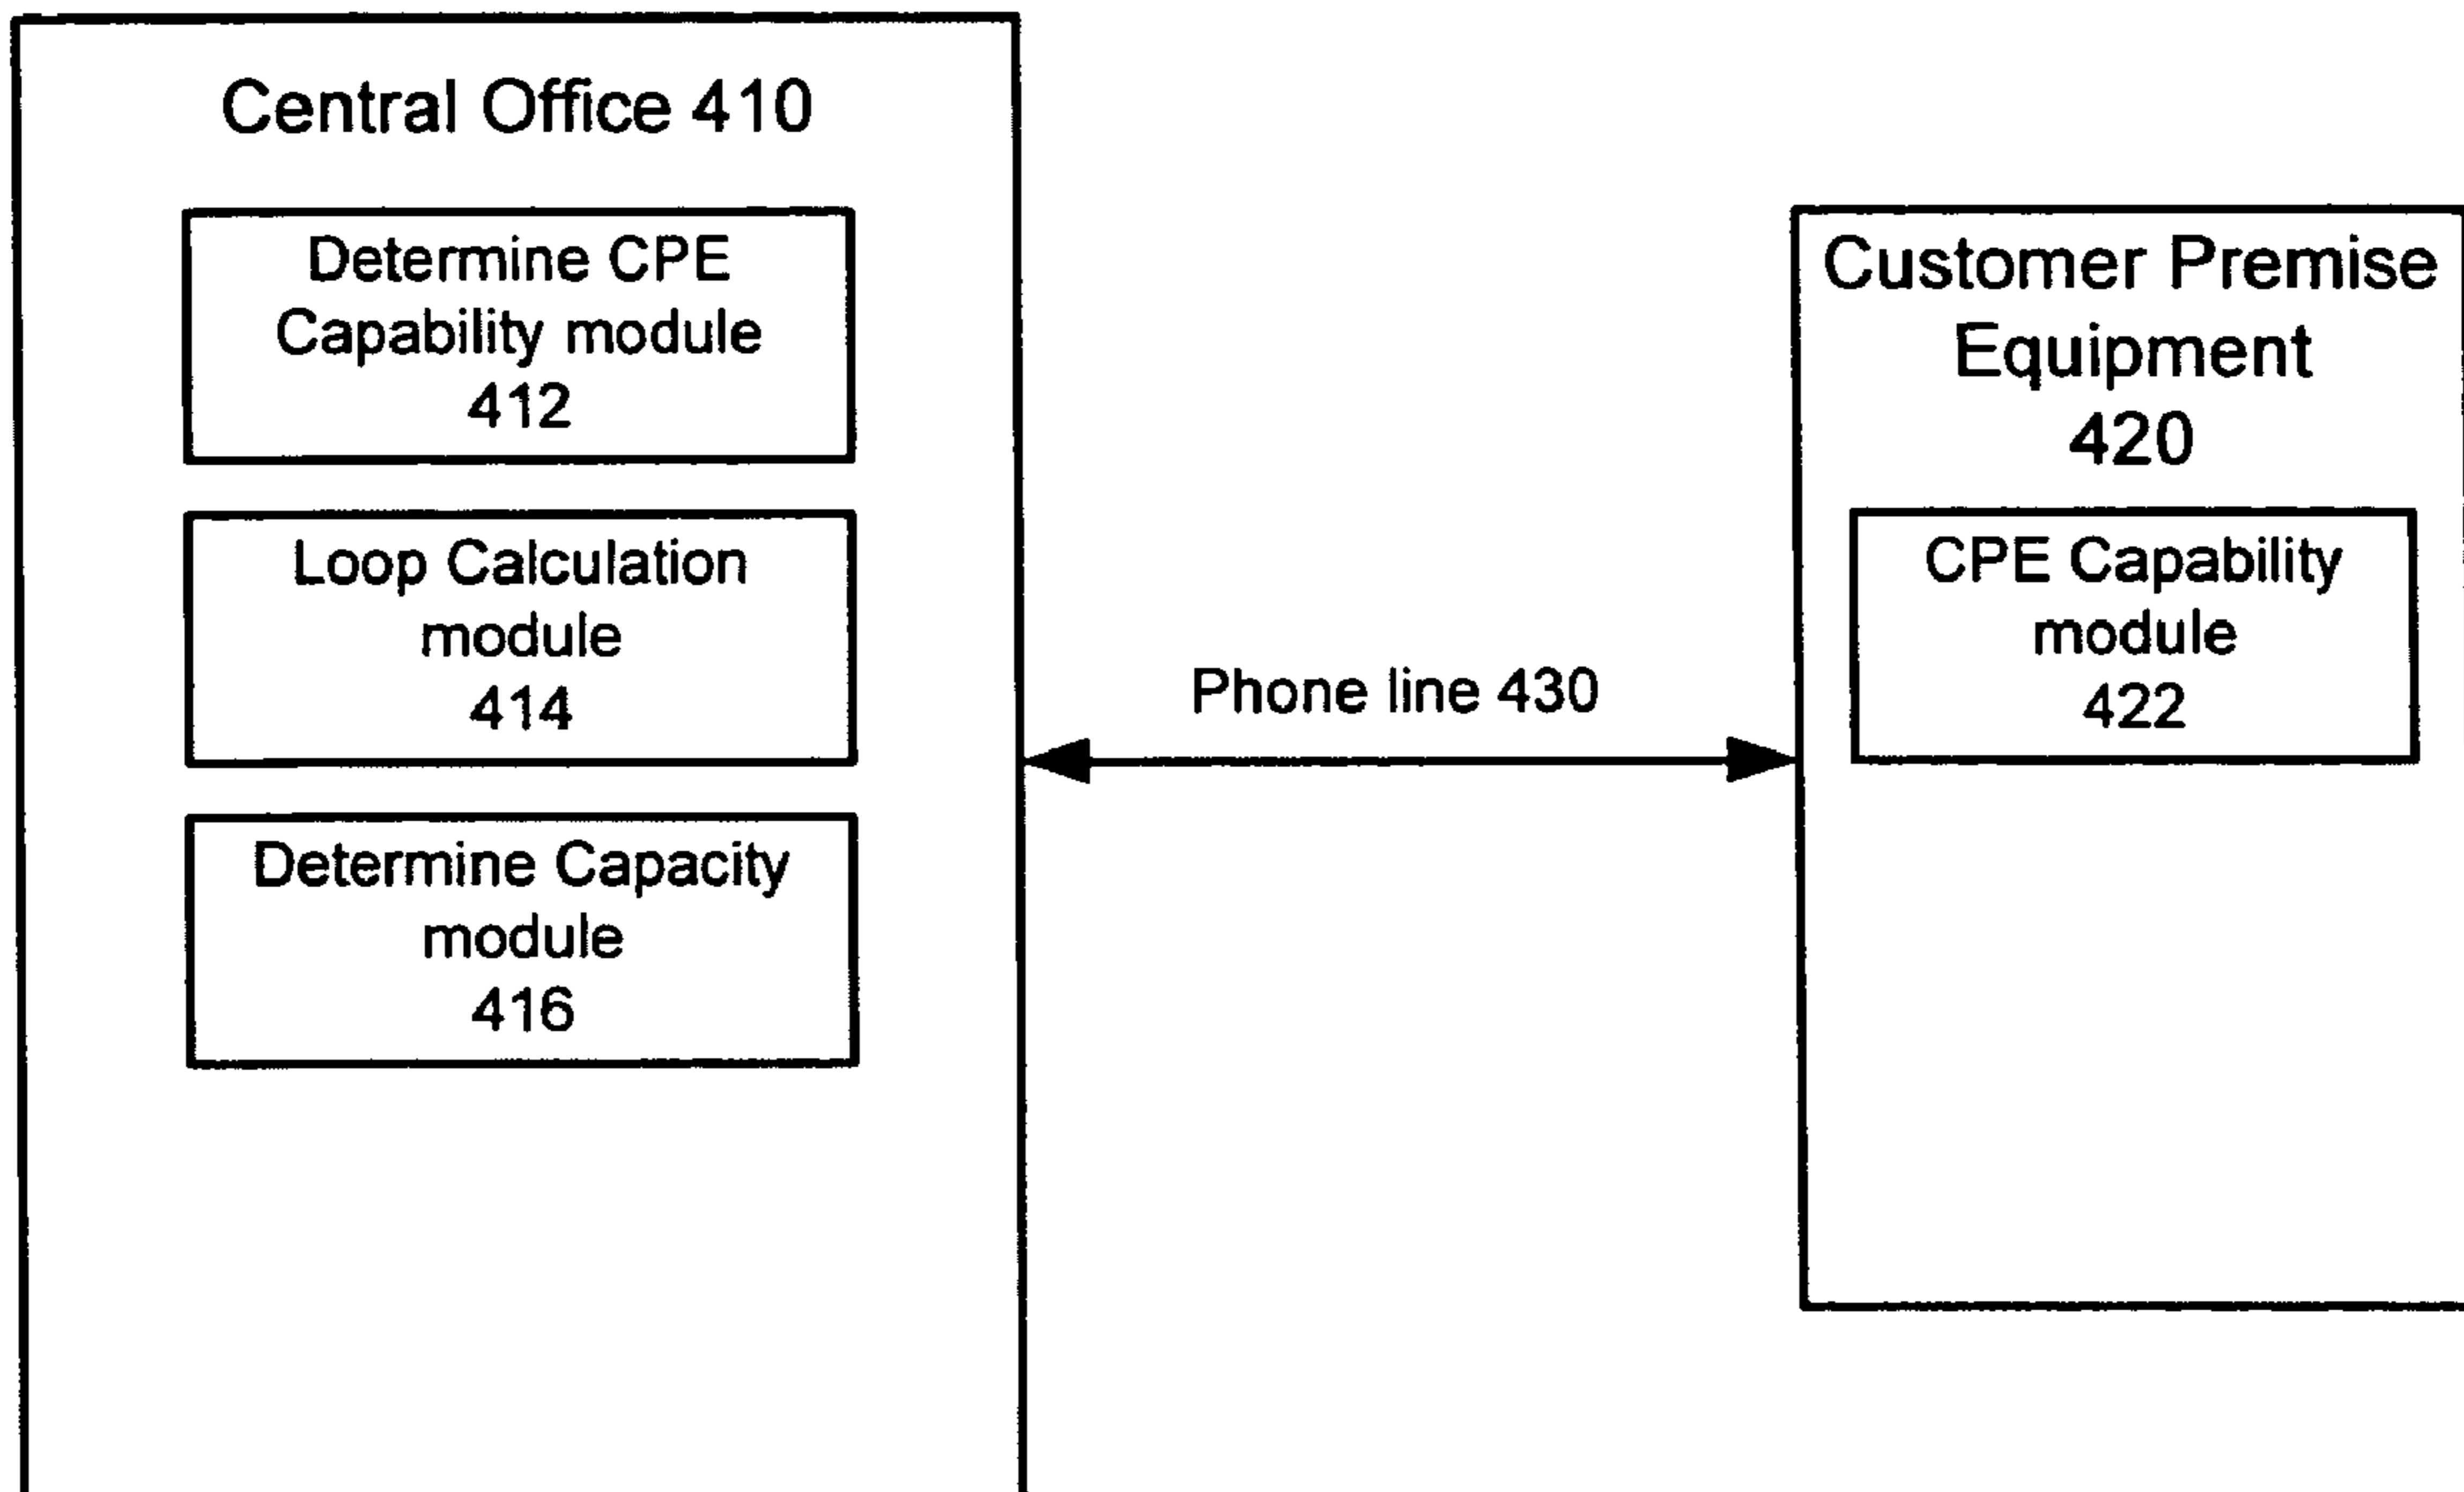 Central Office 410
Determine CPE
Capability module
412
Loop Calculation
module
414
Determine Capacity
module
416
Phone line 430
Customer Premise
Equipment
420
CPE Capability
module
422